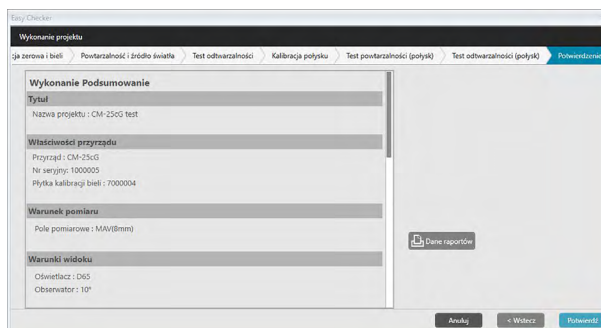 Easy Checker
Wykonanie projektu
:ja zerowa i bieli
Powtarzalność i źródło światła
Test odtwarzalności
Kalibracja połysku
Test powtarzalności (połysk)
Test odtwarzalności (połysk)
Potwierdzenie
Wykonanie Podsumowanie
Tytuł
Nazwa projektu : CM-25cG test
Właściwości przyrządu
Przyrząd : CM-25cG
Nr seryjny: 1000005
Płytka kalibracji bieli : 7000004
Warunek pomiaru
Pole pomiarowe : MAV(8mm)
Dane raportów
Warunki widoku
Oświetlacz : D65
Obserwator : 10°
Anuluj
< Wstecz
Potwierdź